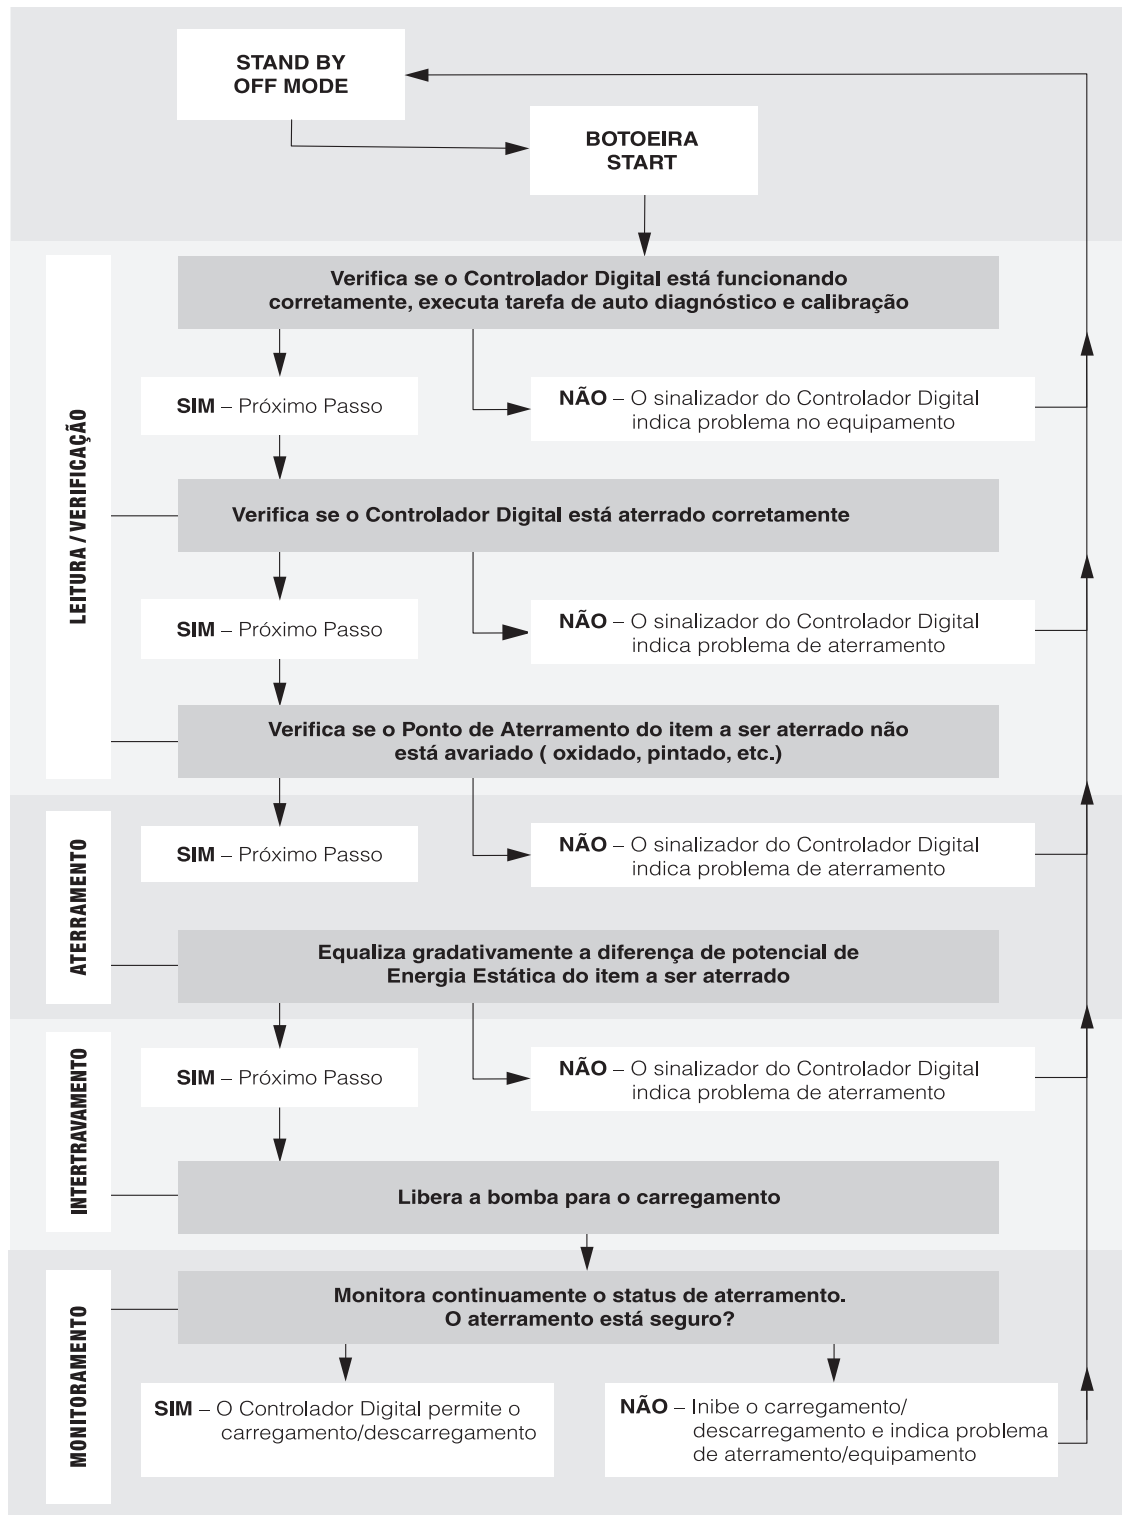 STAND BY
OFF MODE
BOTOEIRA
START
LEITURA / VERIFICAÇÃO
Verifica se o Controlador Digital está funcionando
corretamente, executa tarefa de auto diagnóstico e calibração
SIM – Próximo Passo
NÃO – O sinalizador do Controlador Digital
indica problema no equipamento
Verifica se o Controlador Digital está aterrado corretamente
SIM – Próximo Passo
NÃO – O sinalizador do Controlador Digital
indica problema de aterramento
Verifica se o Ponto de Aterramento do item a ser aterrado não
está avariado ( oxidado, pintado, etc.)
ATERRAMENTO
SIM – Próximo Passo
NÃO – O sinalizador do Controlador Digital
indica problema de aterramento
Equaliza gradativamente a diferença de potencial de
Energia Estática do item a ser aterrado
INTERTRAVAMENTO
SIM – Próximo Passo
NÃO – O sinalizador do Controlador Digital
indica problema de aterramento
Libera a bomba para o carregamento
MONITORAMENTO
Monitora continuamente o status de aterramento.
O aterramento está seguro?
SIM – O Controlador Digital permite o
carregamento/descarregamento
NÃO – Inibe o carregamento/
descarregamento e indica problema
de aterramento/equipamento